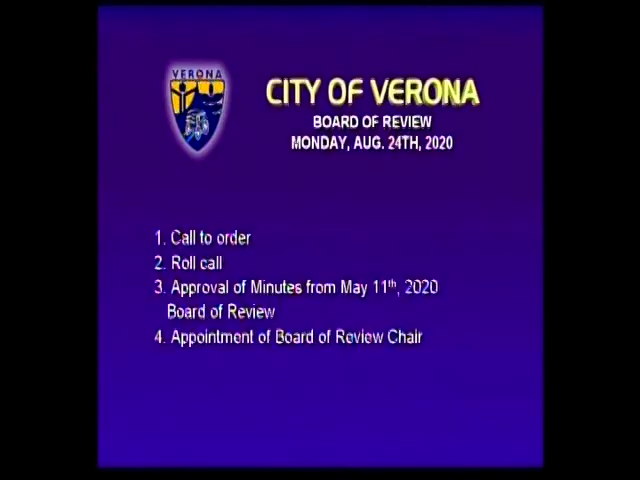 VERONA
CITY OF VERONA
BOARD OF REVIEW
MONDAY, AUG. 24TH, 2020
1. Call to order
2. Roll call
3. Approval of Minutes from May 11th, 2020
Board of Review
4. Appointment of Board of Review Chair